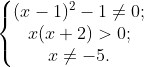 (x − 1)² − 1 ≠ 0;
x(x + 2) > 0;
x ≠ −5.